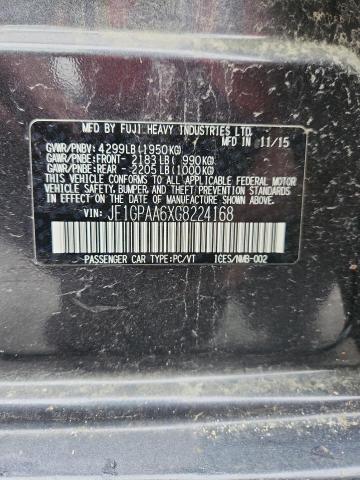 MFD BY FUJI HEAVY INDUSTRIES LTD.
GVWR/PNBV: 4299LB(1950KG) IN 11/15
GAWR/PNBE:FRONT- 2183LB( 990KG)
GAWR/PNBE:REAR - 2205LB(1000KG)
THIS VEHICLE CONFORMS TO ALL APPLICABLE FEDERAL MOTOR
VEHICLE SAFETY, BUMPER, AND THEFT PREVENTION STANDARDS
IN EFFECT ON THE DATE OF MANUFACTURE SHOWN ABOVE.
VIN: JF1GPAA6XG8224168
PASSENGER CAR TYPE:PC/VT 1CES/NMB-002